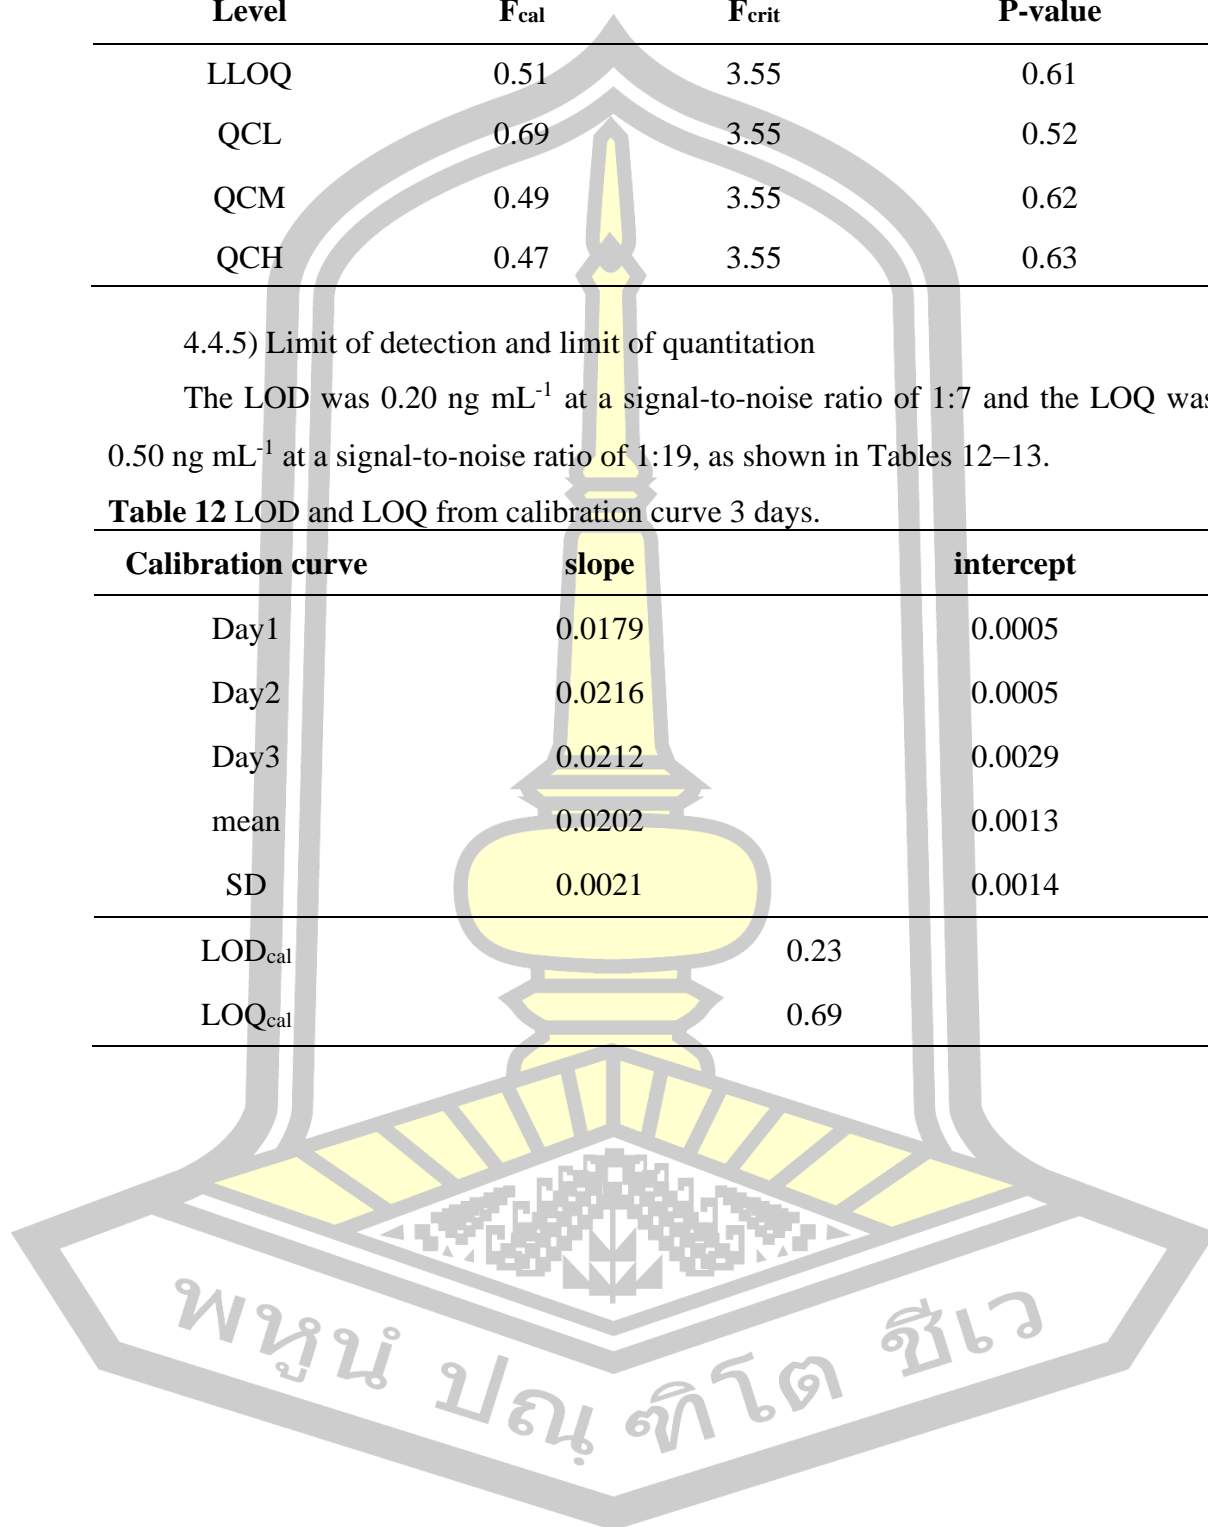 Level Fcal Fcrit P-value
LLOQ 0.51 3.55 0.61
QCL 0.69 3.55 0.52
QCM 0.49 3.55 0.62
QCH 0.47 3.55 0.63
4.4.5) Limit of detection and limit of quantitation
The LOD was 0.20 ng mL-1 at a signal-to-noise ratio of 1:7 and the LOQ was
0.50 ng mL-1 at a signal-to-noise ratio of 1:19, as shown in Tables 12–13.
Table 12 LOD and LOQ from calibration curve 3 days.
Calibration curve slope intercept
Day1 0.0179 0.0005
Day2 0.0216 0.0005
Day3 0.0212 0.0029
mean 0.0202 0.0013
SD 0.0021 0.0014
LODcal 0.23
LOQcal 0.69
พหูนํ ปณฺฑิโต ชีเว